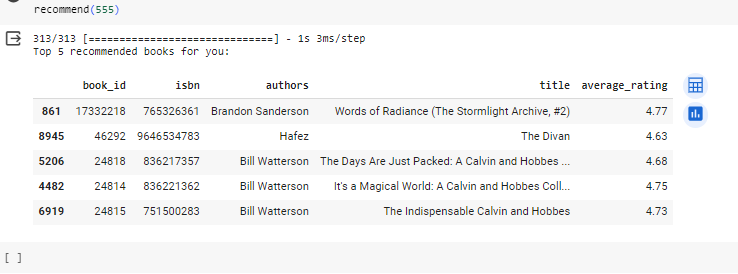 recommend(555)
313/313 [==============================] - 1s 3ms/step
Top 5 recommended books for you:
book_id isbn authors title average_rating
861 17332218 765326361 Brandon Sanderson Words of Radiance (The Stormlight Archive, #2) 4.77
8945 46292 9646534783 Hafez The Divan 4.63
5206 24818 836217357 Bill Watterson The Days Are Just Packed: A Calvin and Hobbes ... 4.68
4482 24814 836221362 Bill Watterson It's a Magical World: A Calvin and Hobbes Coll... 4.75
6919 24815 751500283 Bill Watterson The Indispensable Calvin and Hobbes 4.73
[ ]